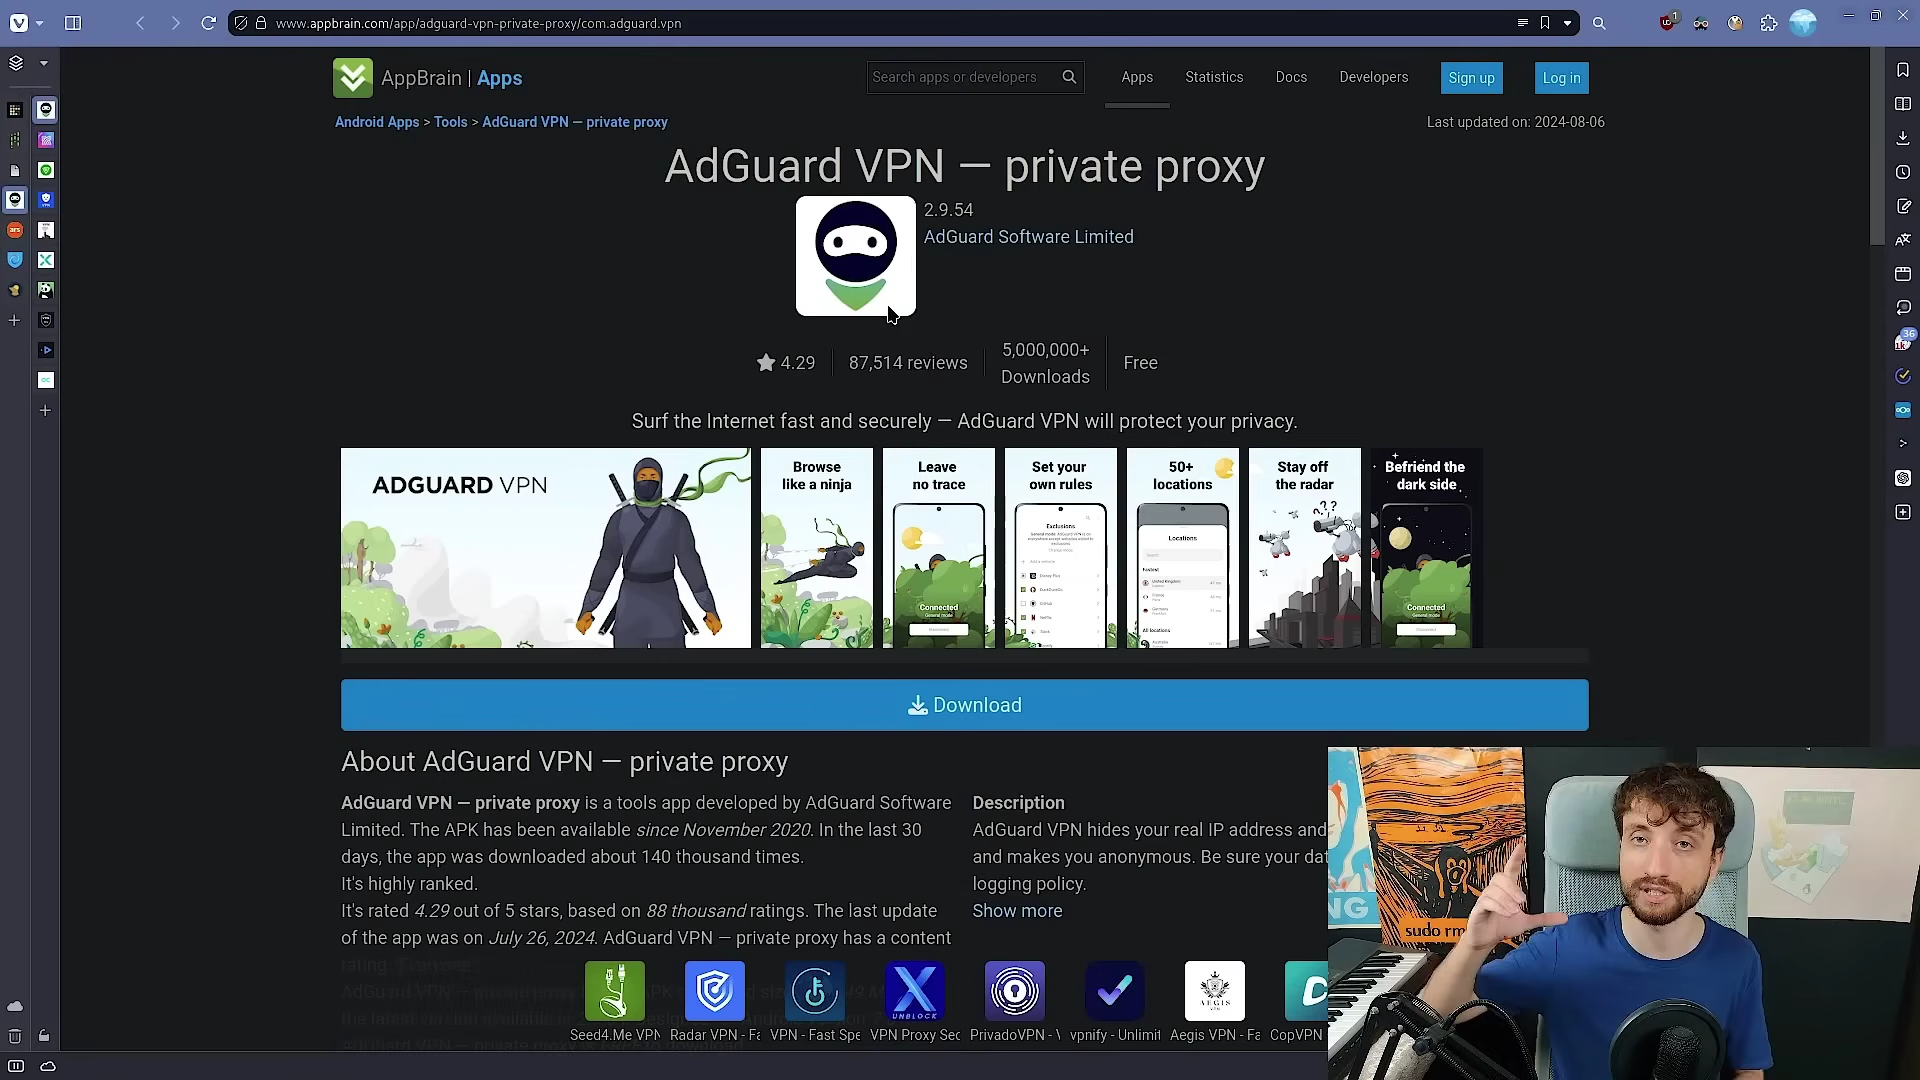 www.appbrain.com/app/adguard-vpn-private-proxy/com.adguard.vpn
1
AppBrain | Apps
Search apps or developers
Apps
Statistics
Docs
Developers
Sign up
Log in
Android Apps > Tools > AdGuard VPN — private proxy
Last updated on: 2024-08-06
AdGuard VPN — private proxy
2.9.54
AdGuard Software Limited
4.29
87,514 reviews
5,000,000+
Downloads
Free
36
Surf the Internet fast and securely — AdGuard VPN will protect your privacy.
ADGUARD VPN
Browse
like a ninja
Leave
no trace
Connected
Set your
own rules
Exclusions
50+
locations
Locations
Stay off
the radar
Befriend the
dark side
Connected
Download
About AdGuard VPN — private proxy
AdGuard VPN — private proxy is a tools app developed by AdGuard Software
Limited. The APK has been available since November 2020. In the last 30
days, the app was downloaded about 140 thousand times.
It's highly ranked.
It's rated 4.29 out of 5 stars, based on 88 thousand ratings. The last update
of the app was on July 26, 2024. AdGuard VPN — private proxy has a content
Description
AdGuard VPN hides your real IP address and
and makes you anonymous. Be sure your dat
logging policy.
Show more
NG
sudo rm
UNBLOCK
AEGIS
Seed4.Me VPN
Radar VPN - Fa
VPN - Fast Spe
VPN Proxy Sec
PrivadoVPN - V
vpnify - Unlimit
Aegis VPN - Fa
CopVPN